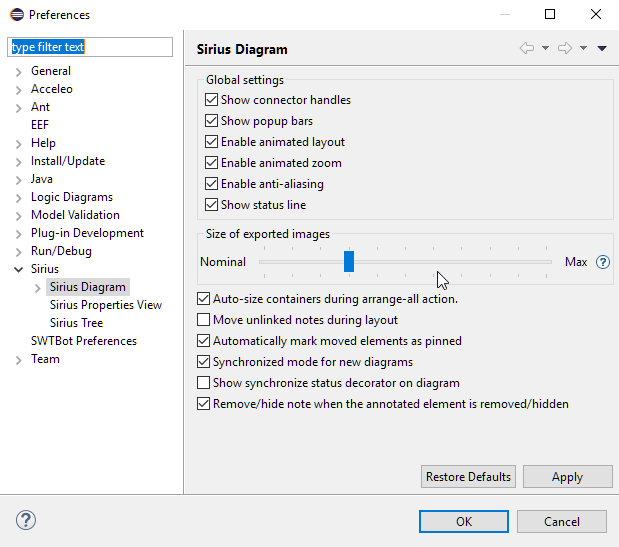 Preferences
type filter text
General
Acceleo
Ant
EEF
Help
Install/Update
Java
Logic Diagrams
Model Validation
Plug-in Development
Run/Debug
Sirius
Sirius Diagram
Sirius Properties View
Sirius Tree
SWTBot Preferences
Team
Sirius Diagram
Global settings
Show connector handles
Show popup bars
Enable animated layout
Enable animated zoom
Enable anti-aliasing
Show status line
Size of exported images
Nominal Max ?
Auto-size containers during arrange-all action.
Move unlinked notes during layout
Automatically mark moved elements as pinned
Synchronized mode for new diagrams
Show synchronize status decorator on diagram
Remove/hide note when the annotated element is removed/hidden
Restore Defaults Apply
? OK Cancel